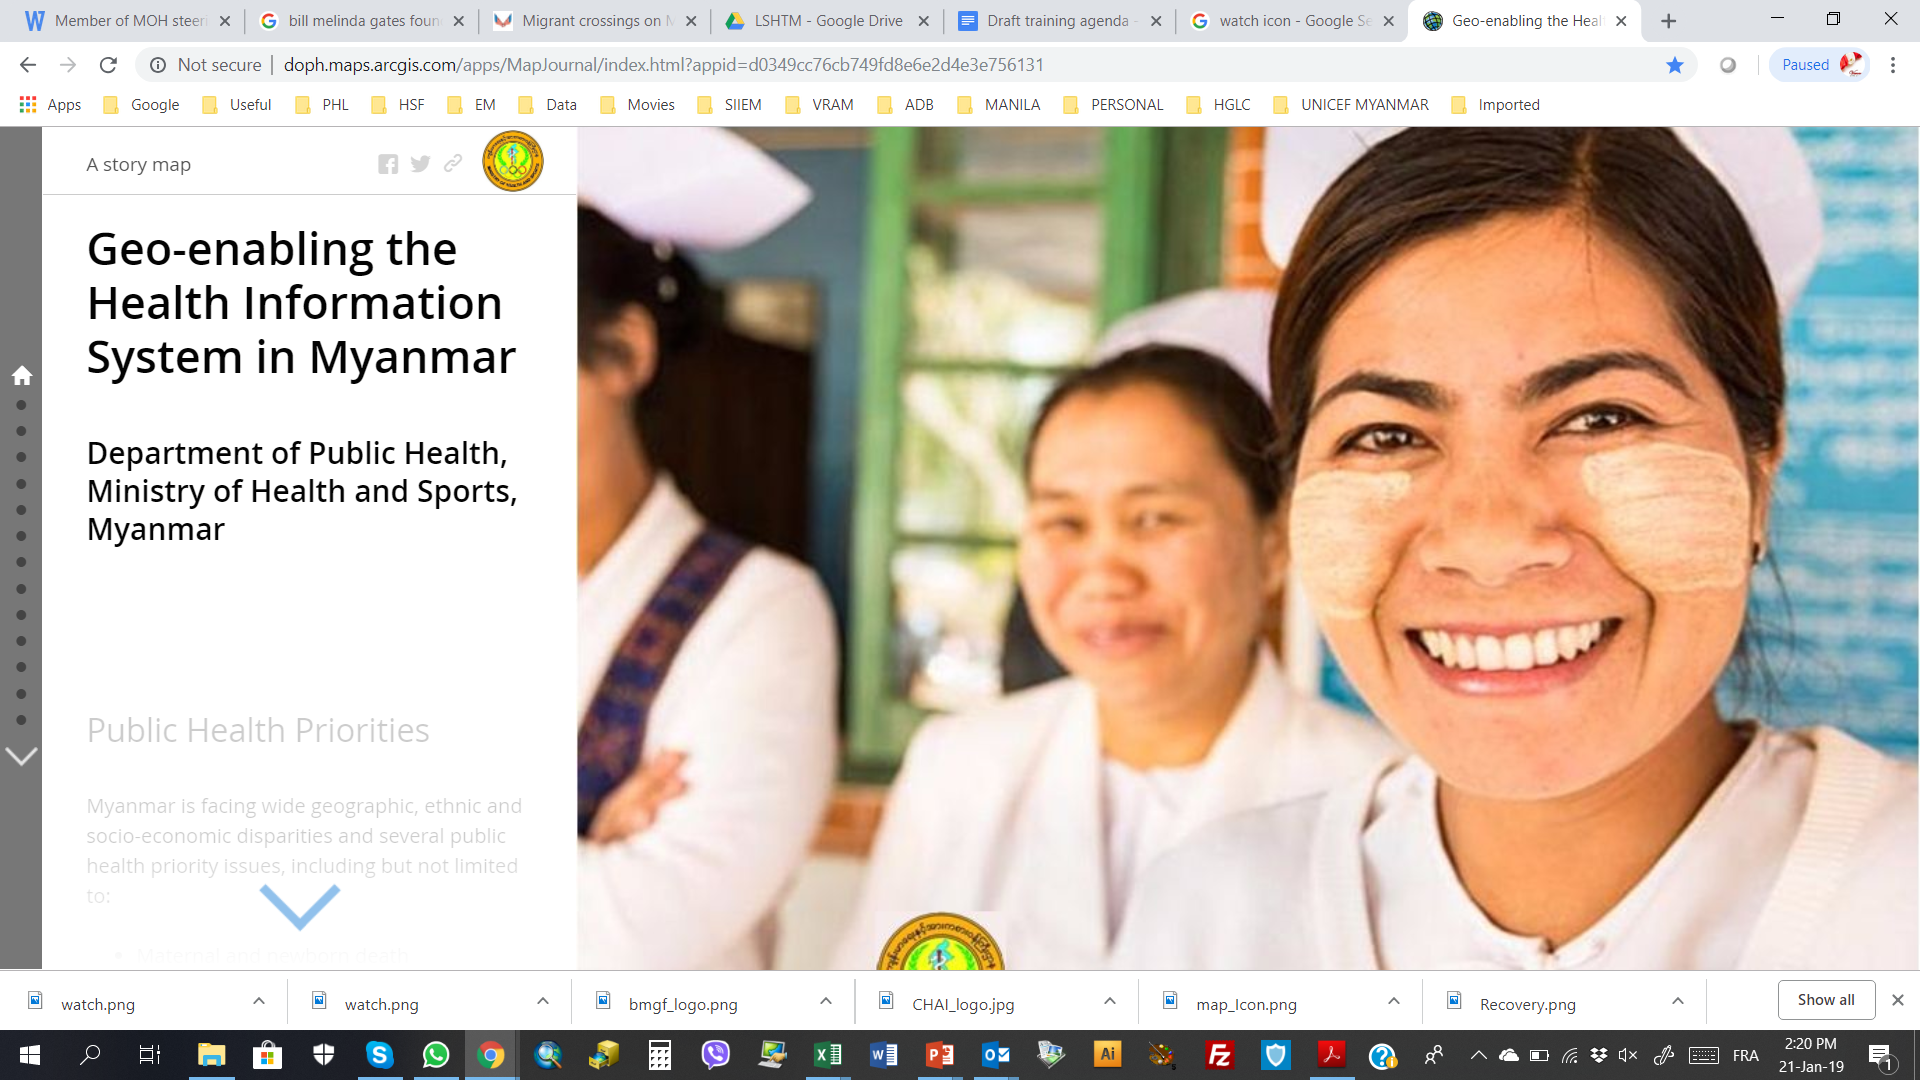 Member of MOH steeri
bill melinda gates foun
Migrant crossings on M
LSHTM - Google Drive
Draft training agenda -
watch icon - Google Se
Geo-enabling the Heal
Not secure | doph.maps.arcgis.com/apps/MapJournal/index.html?appid=d0349cc76cb749fd8e6e2d4e3e756131
Paused
Apps Google Useful PHL HSF EM Data Movies SIIEM VRAM ADB MANILA PERSONAL HGLC UNICEF MYANMAR Imported
A story map
Geo-enabling the
Health Information
System in Myanmar
Department of Public Health,
Ministry of Health and Sports,
Myanmar
Public Health Priorities
Myanmar is facing wide geographic, ethnic and
socio-economic disparities and several public
health priority issues, including but not limited
to:
• Maternal and newborn death
watch.png
watch.png
bmgf_logo.png
CHAI_logo.jpg
map_Icon.png
Recovery.png
Show all
FRA
2:20 PM
21-Jan-19
1